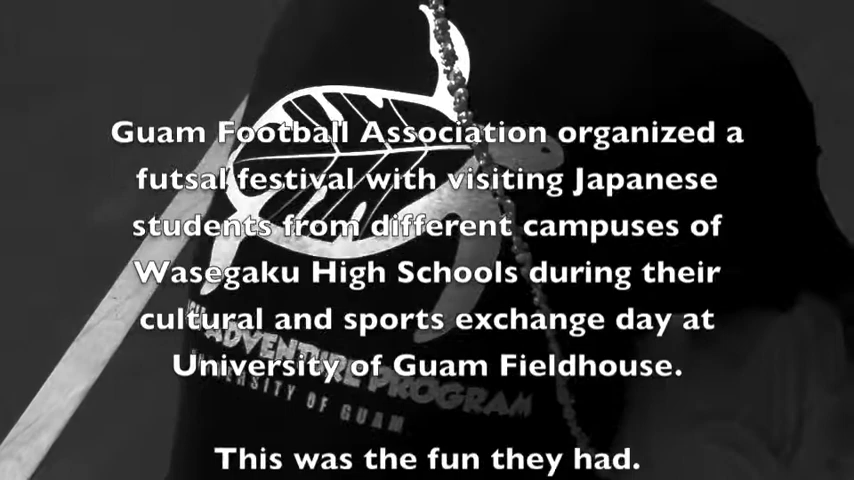 Guam Football Association organized a
futsal festival with visiting Japanese
students from different campuses of
Wasegaku High Schools during their
cultural and sports exchange day at
University of Guam Fieldhouse.
ADVENTURE PROGRAM
UNIVERSITY OF GUAM
This was the fun they had.